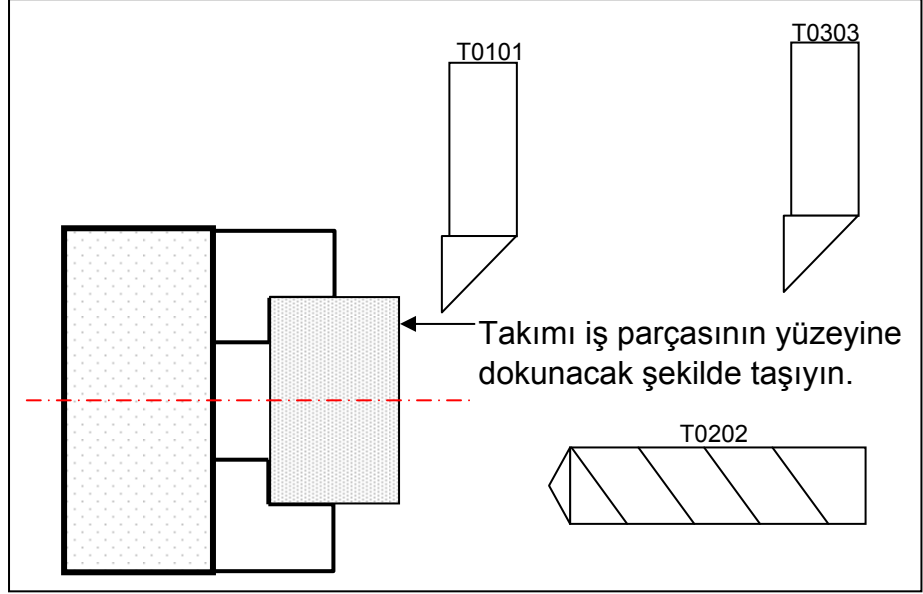 T0101
T0303
Takımı iş parçasının yüzeyine
dokunacak şekilde taşıyın.
T0202